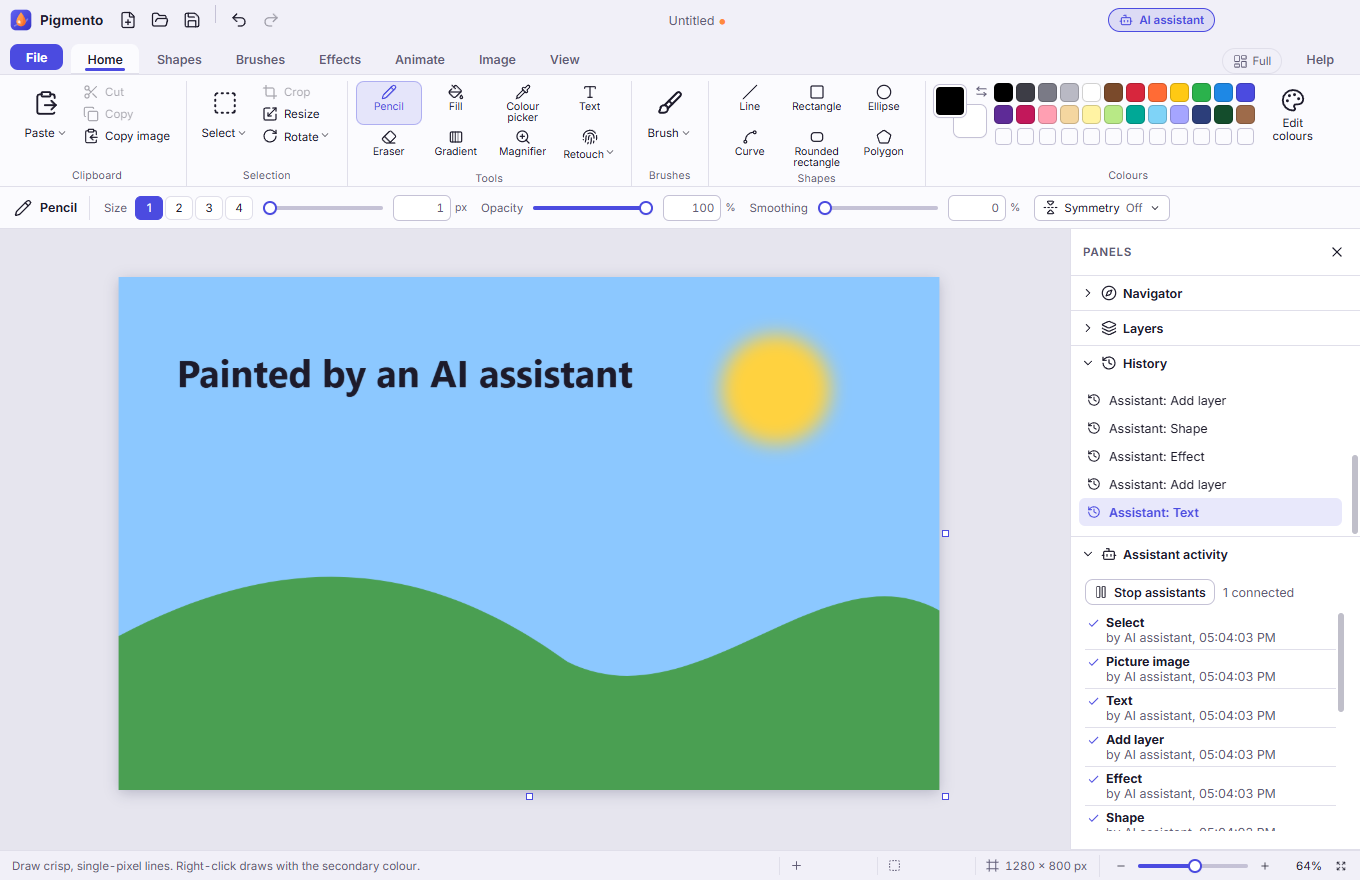 Pigmento
Untitled
AI assistant
File
Home
Shapes
Brushes
Effects
Animate
Image
View
Full
Help
Paste
Cut
Copy
Copy image
Clipboard
Select
Crop
Resize
Rotate
Selection
Pencil
Fill
Colour
picker
Text
Eraser
Gradient
Magnifier
Retouch
Tools
Brush
Brushes
Line
Rectangle
Ellipse
Curve
Rounded
rectangle
Polygon
Shapes
Edit
colours
Colours
Pencil
Size 1 2 3 4 1 px Opacity 100 % Smoothing 0 % Symmetry Off
PANELS
Navigator
Layers
History
Assistant: Add layer
Assistant: Shape
Assistant: Effect
Assistant: Add layer
Assistant: Text
Painted by an AI assistant
Assistant activity
Stop assistants 1 connected
Select
by AI assistant, 05:04:03 PM
Picture image
by AI assistant, 05:04:03 PM
Text
by AI assistant, 05:04:03 PM
Add layer
by AI assistant, 05:04:03 PM
Effect
by AI assistant, 05:04:03 PM
Shape
Draw crisp, single-pixel lines. Right-click draws with the secondary colour.
1280 × 800 px
64%